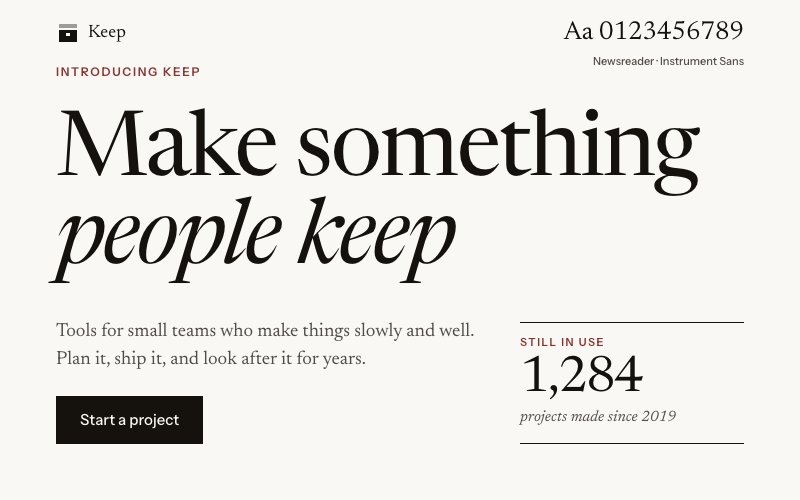 Keep
Aa 0123456789
Newsreader · Instrument Sans
INTRODUCING KEEP
Make something
people keep
Tools for small teams who make things slowly and well.
Plan it, ship it, and look after it for years.
Start a project
STILL IN USE
1,284
projects made since 2019